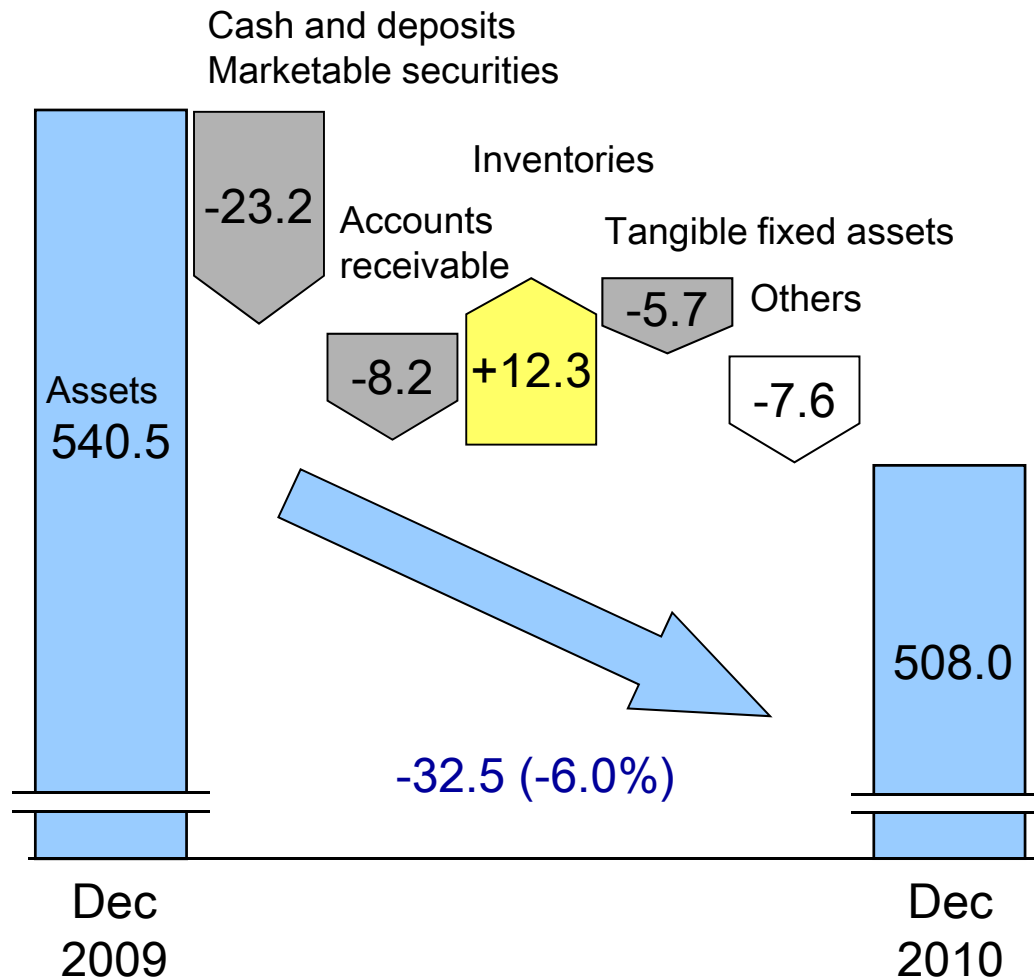 Cash and deposits
Marketable securities
-23.2
Inventories
Accounts
receivable
Tangible fixed assets
-5.7
Others
-8.2
+12.3
-7.6
Assets
540.5
508.0
-32.5 (-6.0%)
Dec
2009
Dec
2010